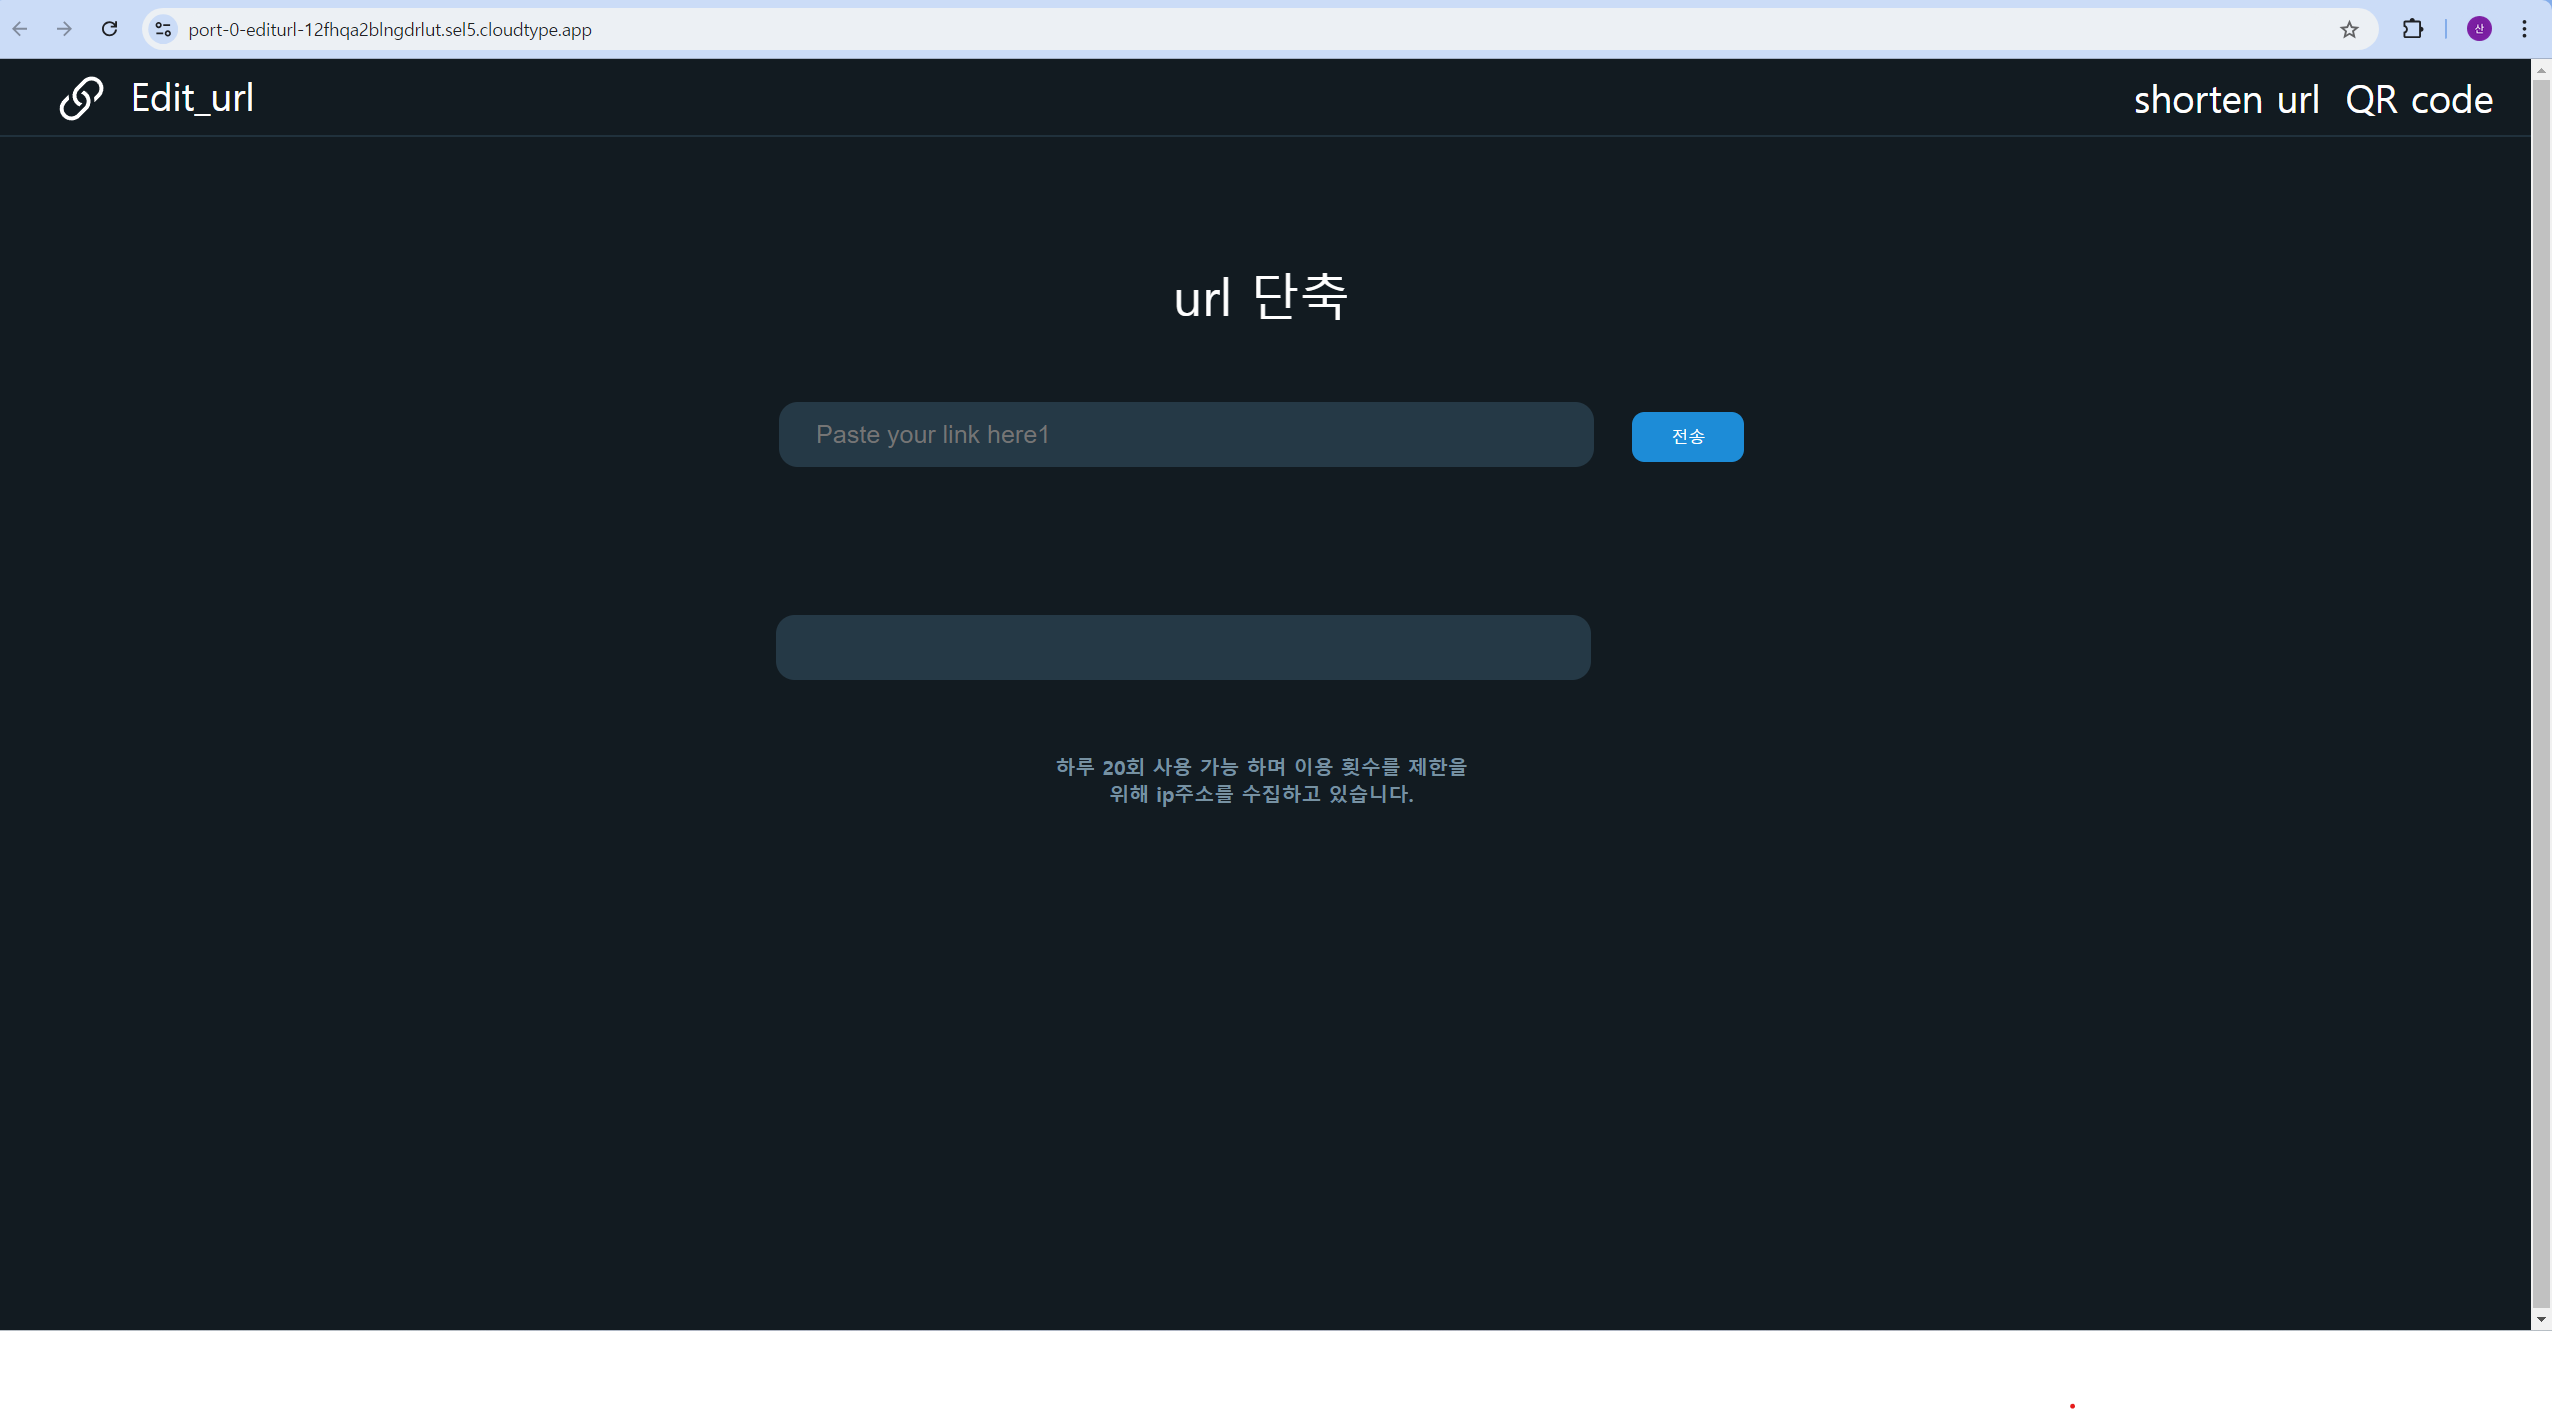 port-0-editurl-12fhqa2blngdrlut.sel5.cloudtype.app
산
Edit_url
shorten url QR code
url 단축
Paste your link here1
전송
하루 20회 사용 가능 하며 이용 횟수를 제한을
위해 ip주소를 수집하고 있습니다.